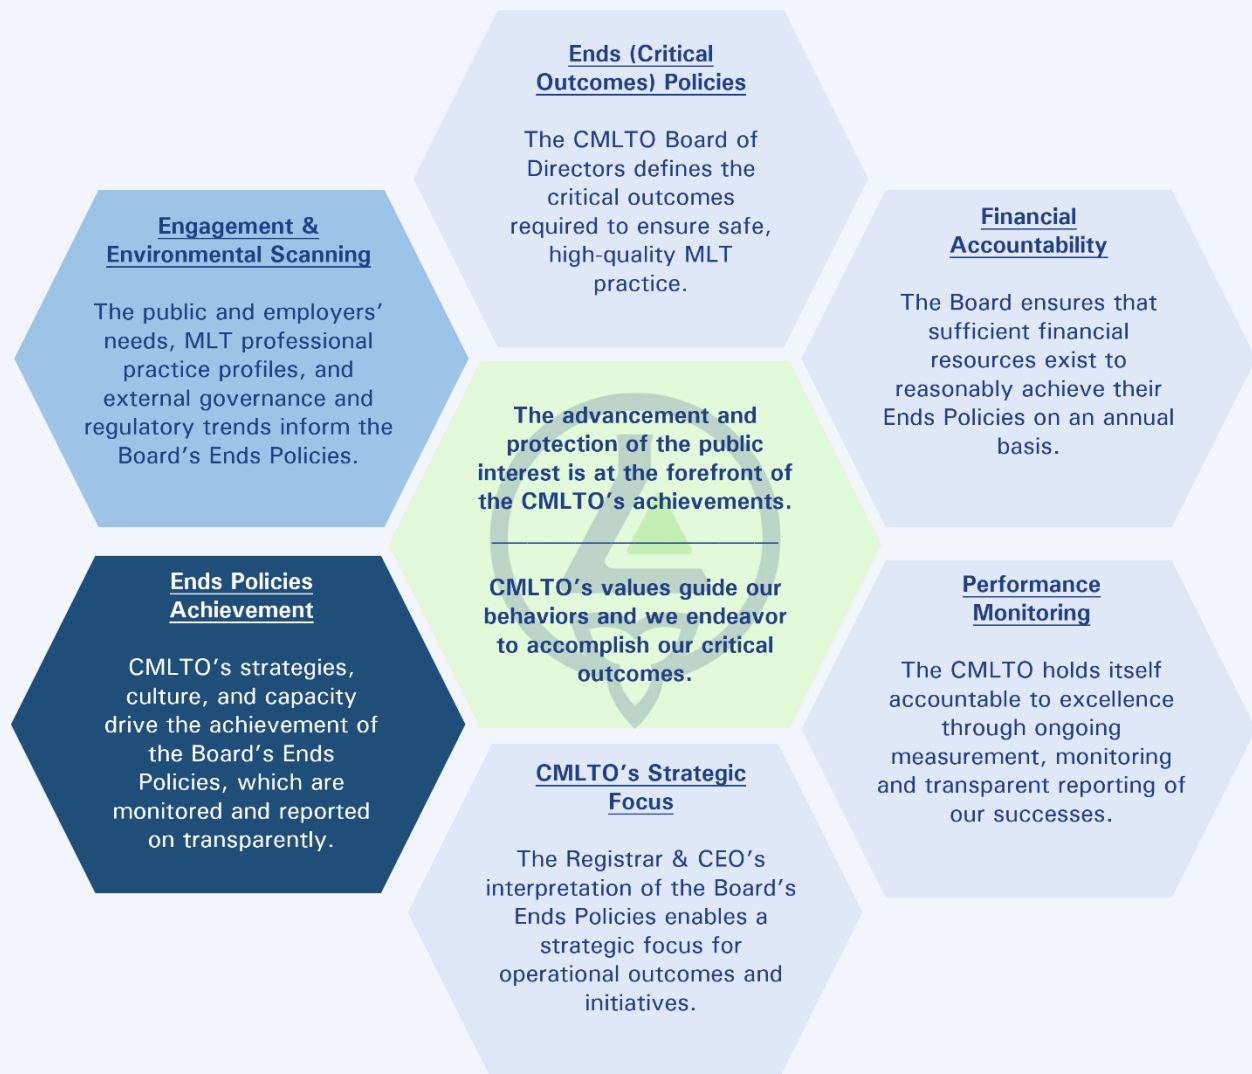 Ends (Critical
Outcomes) Policies
The CMLTO Board of
Directors defines the
critical outcomes
required to ensure safe,
high-quality MLT
practice.
Engagement &
Environmental Scanning
The public and employers’
needs, MLT professional
practice profiles, and
external governance and
regulatory trends inform the
Board’s Ends Policies.
Financial
Accountability
The Board ensures that
sufficient financial
resources exist to
reasonably achieve their
Ends Policies on an annual
basis.
The advancement and
protection of the public
interest is at the forefront of
the CMLTO’s achievements.
CMLTO’s values guide our
behaviors and we endeavor
to accomplish our critical
outcomes.
Ends Policies
Achievement
CMLTO’s strategies,
culture, and capacity
drive the achievement of
the Board’s Ends
Policies, which are
monitored and reported
on transparently.
Performance
Monitoring
The CMLTO holds itself
accountable to excellence
through ongoing
measurement, monitoring
and transparent reporting of
our successes.
CMLTO’s Strategic
Focus
The Registrar & CEO’s
interpretation of the Board’s
Ends Policies enables a
strategic focus for
operational outcomes and
initiatives.